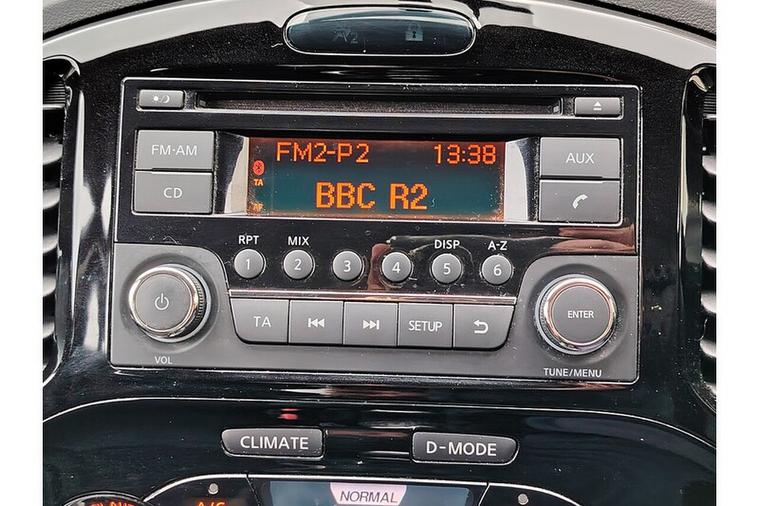 FM-AM
CD
FM2-P2 13:38
TA
AF
BBC R2
AUX
RPT MIX DISP A-Z
1 2 3 4 5 6
TA SETUP
VOL
ENTER
TUNE/MENU
CLIMATE D-MODE
NORMAL
A/C